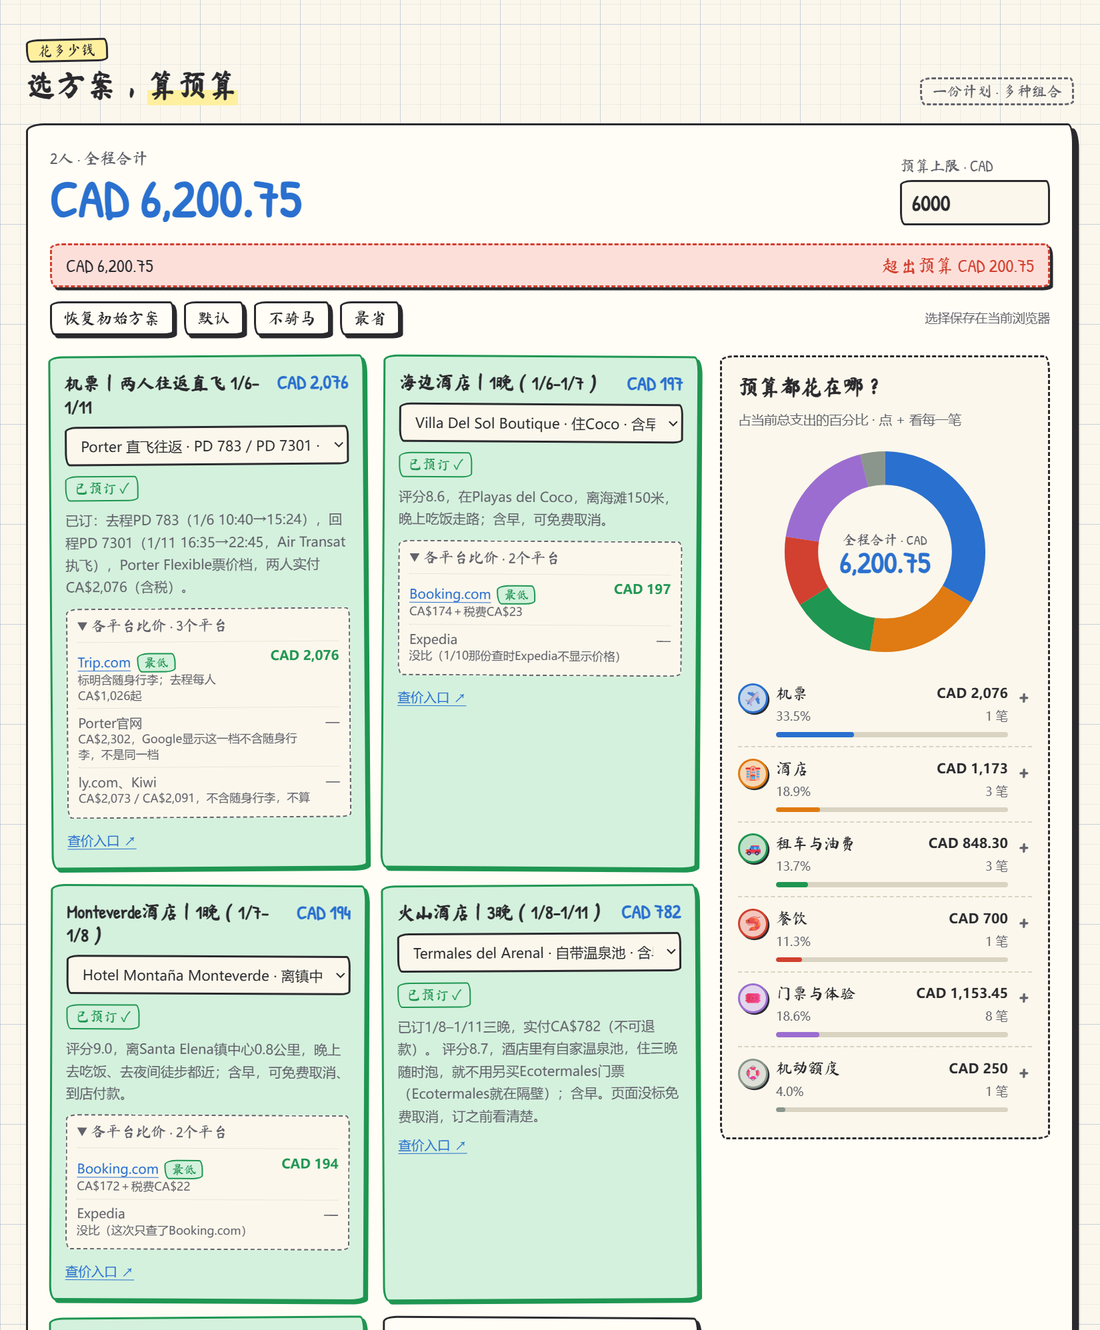 花多少钱
选方案，算预算
一份计划 · 多种组合
2人 · 全程合计
CAD 6,200.75
预算上限 · CAD
6000
CAD 6,200.75
超出预算 CAD 200.75
恢复初始方案
默认
不骑马
最省
选择保存在当前浏览器
机票｜两人往返直飞 1/6–
1/11
CAD 2,076
Porter 直飞往返 · PD 783 / PD 7301 ·
已预订 ✓
已订：去程PD 783（1/6 10:40→15:24），回
程PD 7301（1/11 16:35→22:45，Air Transat
执飞），Porter Flexible票价档，两人实付
CA$2,076（含税）。
▼ 各平台比价 · 3个平台
Trip.com 最低
CAD 2,076
标明含随身行李；去程每人
CA$1,026起
Porter官网
—
CA$2,302，Google显示这一档不含随身行
李，不是同一档
ly.com、Kiwi
—
CA$2,073 / CA$2,091，不含随身行李，不算
查价入口 ↗
海边酒店｜1晚（1/6–1/7）
CAD 197
Villa Del Sol Boutique · 住Coco · 含早
已预订 ✓
评分8.6，在Playas del Coco，离海滩150米，
晚上吃饭走路；含早，可免费取消。
▼ 各平台比价 · 2个平台
Booking.com 最低
CAD 197
CA$174＋税费CA$23
Expedia
—
没比（1/10那份查时Expedia不显示价格）
查价入口 ↗
Monteverde酒店｜1晚（1/7–
1/8）
CAD 194
Hotel Montaña Monteverde · 离镇中
已预订 ✓
评分9.0，离Santa Elena镇中心0.8公里，晚上
去吃饭、去夜间徒步都近；含早，可免费取消、
到店付款。
▼ 各平台比价 · 2个平台
Booking.com 最低
CAD 194
CA$172＋税费CA$22
Expedia
—
没比（这次只查了Booking.com）
查价入口 ↗
火山酒店｜3晚（1/8–1/11）
CAD 782
Termales del Arenal · 自带温泉池 · 含
已预订 ✓
已订1/8–1/11三晚，实付CA$782（不可退
款）。 评分8.7，酒店里有自家温泉池，住三晚
随时泡，就不用另买Ecotermales门票
（Ecotermales就在隔壁）；含早。页面没标免
费取消，订之前看清楚。
查价入口 ↗
预算都花在哪？
占当前总支出的百分比 · 点 + 看每一笔
全程合计 · CAD
6,200.75
机票
CAD 2,076
+
33.5%
1 笔
酒店
CAD 1,173
+
18.9%
3 笔
租车与油费
CAD 848.30
+
13.7%
3 笔
餐饮
CAD 700
+
11.3%
1 笔
门票与体验
CAD 1,153.45
+
18.6%
8 笔
机动额度
CAD 250
+
4.0%
1 笔